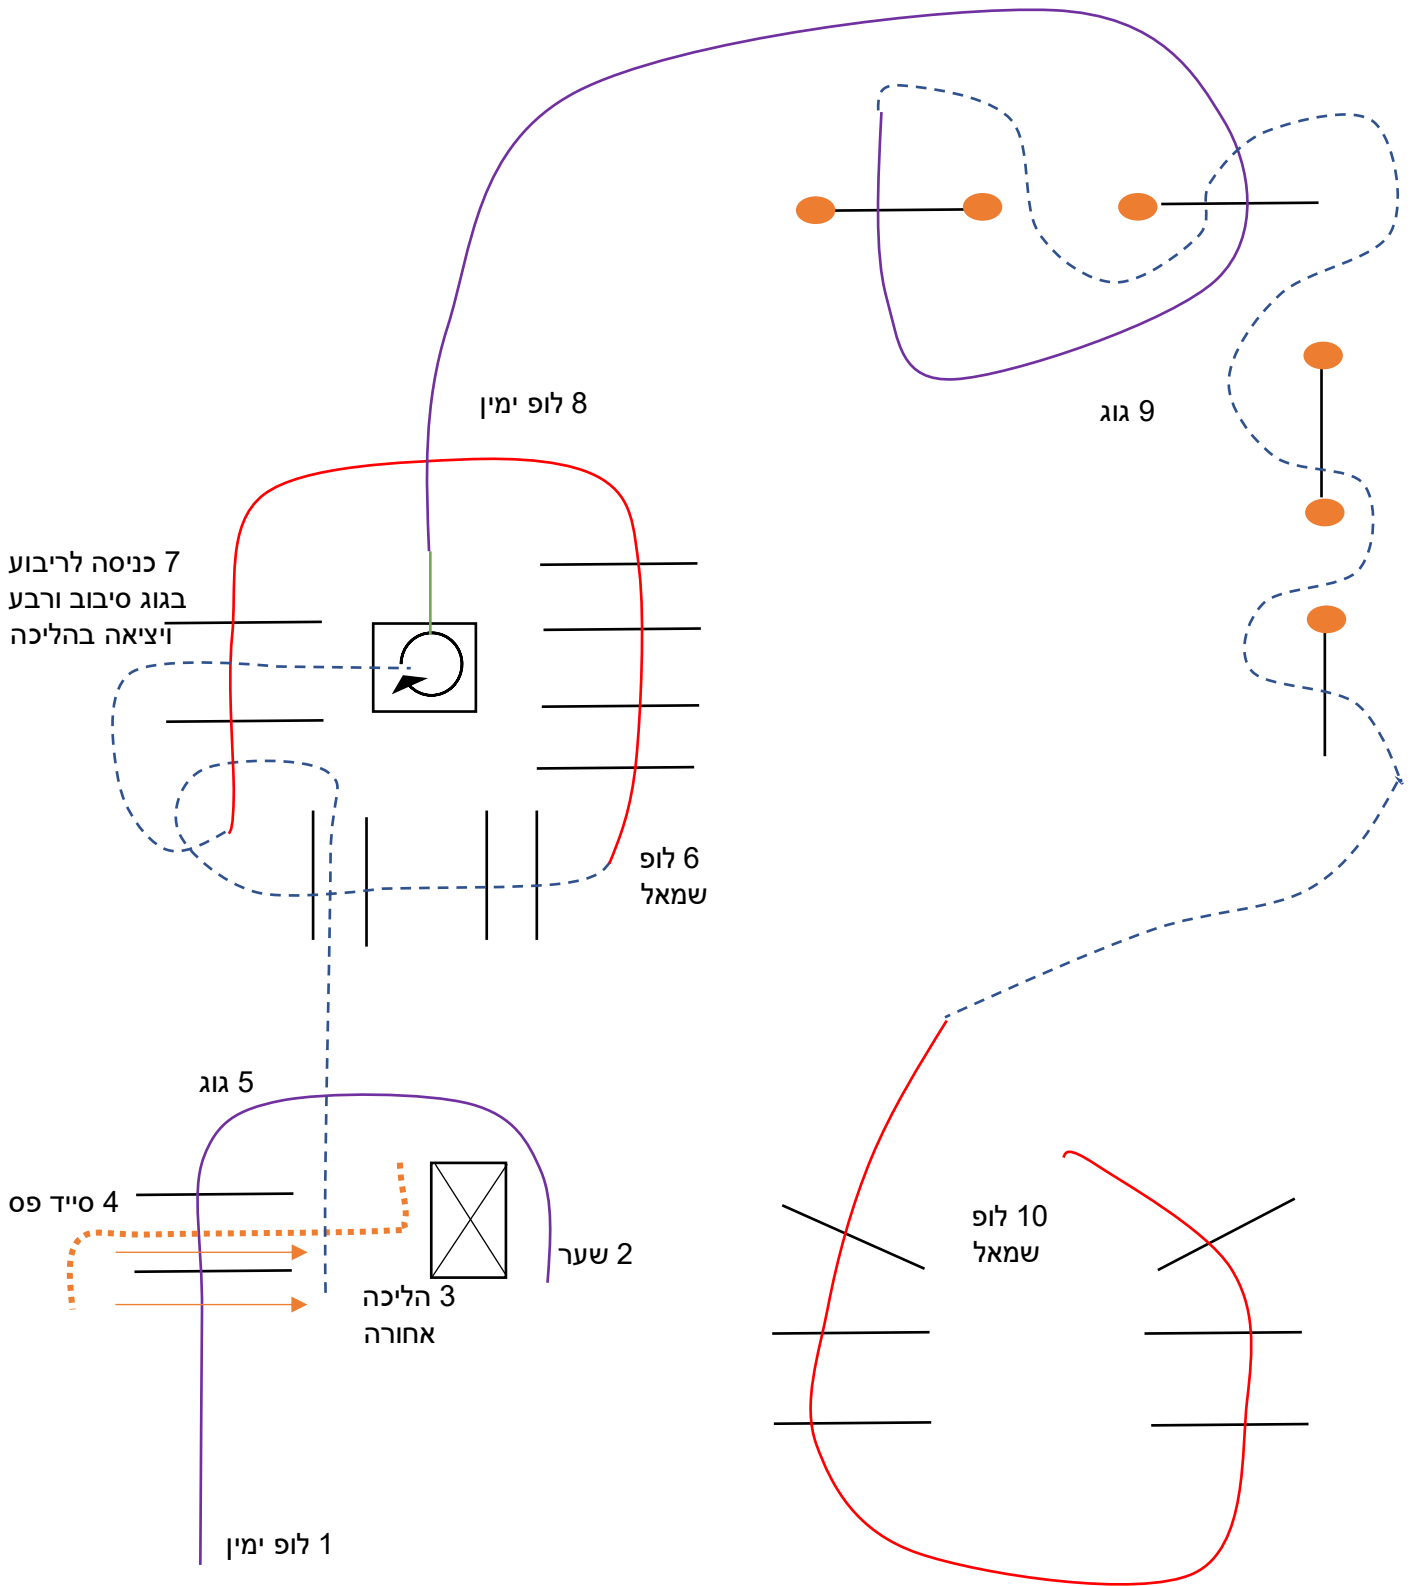 8 לופ ימין
9 גוג
7 כניסה לריבוע
בגוג סיבוב ורבע
ויציאה בהליכה
6 לופ
שמאל
5 גוג
4 סייד פס
2 שער
3 הליכה
אחורה
10 לופ
שמאל
1 לופ ימין